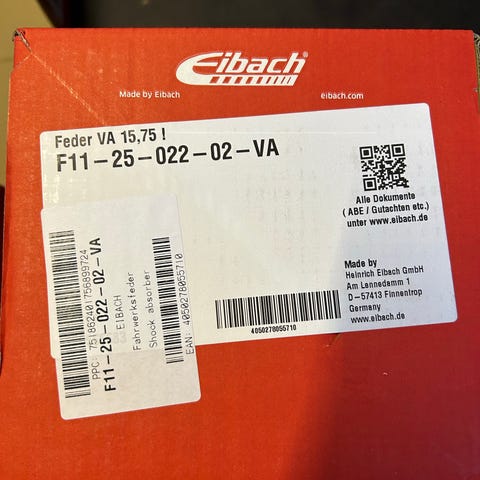 Eibach
Made by Eibach
eibach.com
Feder VA 15,75 !
F11-25-022-02-VA
Alle Dokumente
( ABE / Gutachten etc.)
unter www.eibach.de
Made by
Heinrich Eibach GmbH
Am Lennedamm 1
D-57413 Finnentrop
Germany
www.eibach.de
4050278055710
PPC: 7518624017568997​24
F11-25-022-02-VA
EIBACH
Fahrwerksfeder
Shock absorber
EAN: 4050278055710